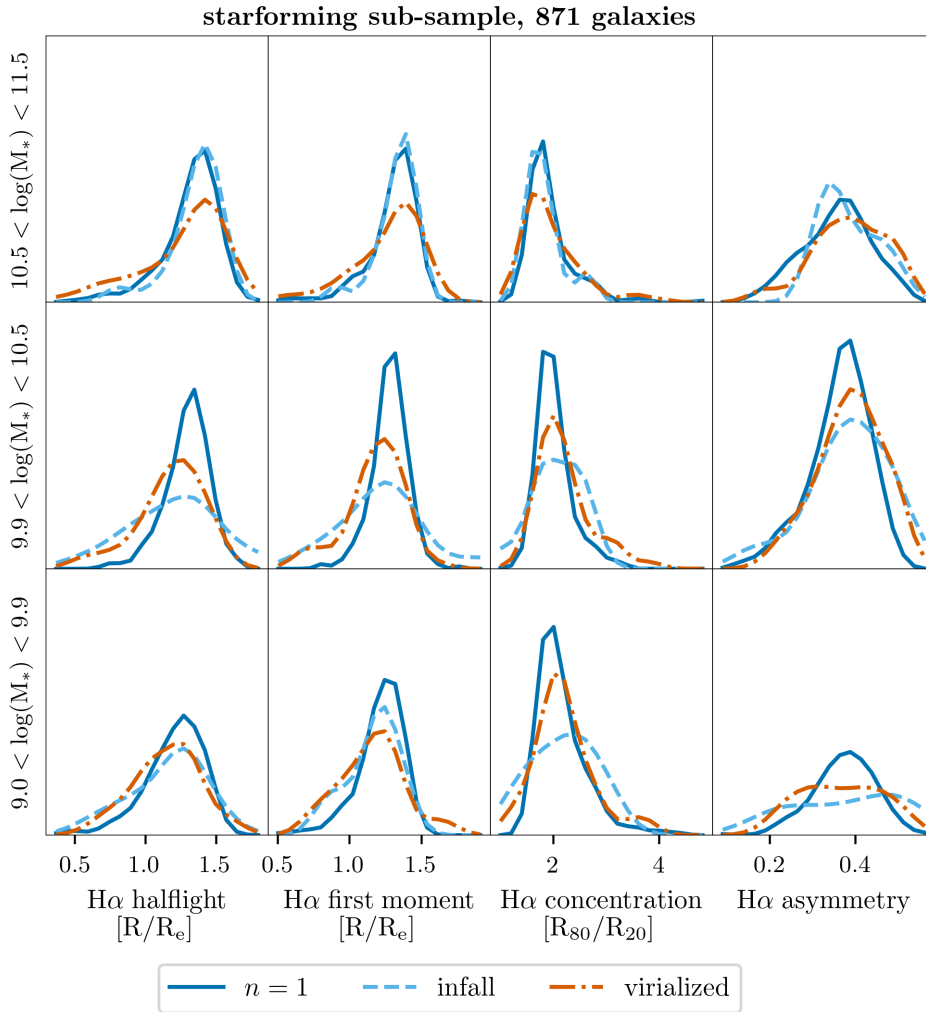 starforming sub-sample, 871 galaxies
10.5 < log(M*) < 11.5
9.9 < log(M*) < 10.5
9.0 < log(M*) < 9.9
0.5 1.0 1.5 0.5 1.0 1.5 2 4 0.2 0.4
Hα halflight Hα first moment Hα concentration Hα asymmetry
[R/Re] [R/Re] [R80/R20]
n = 1 infall virialized